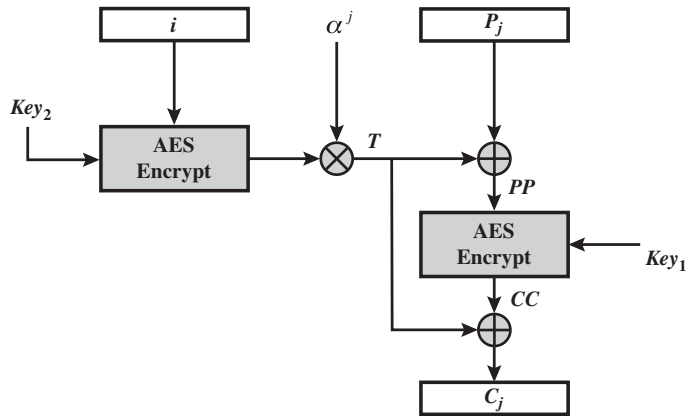 i
α^j
P_j
Key_2
AES
Encrypt
T
PP
AES
Encrypt
Key_1
CC
C_j